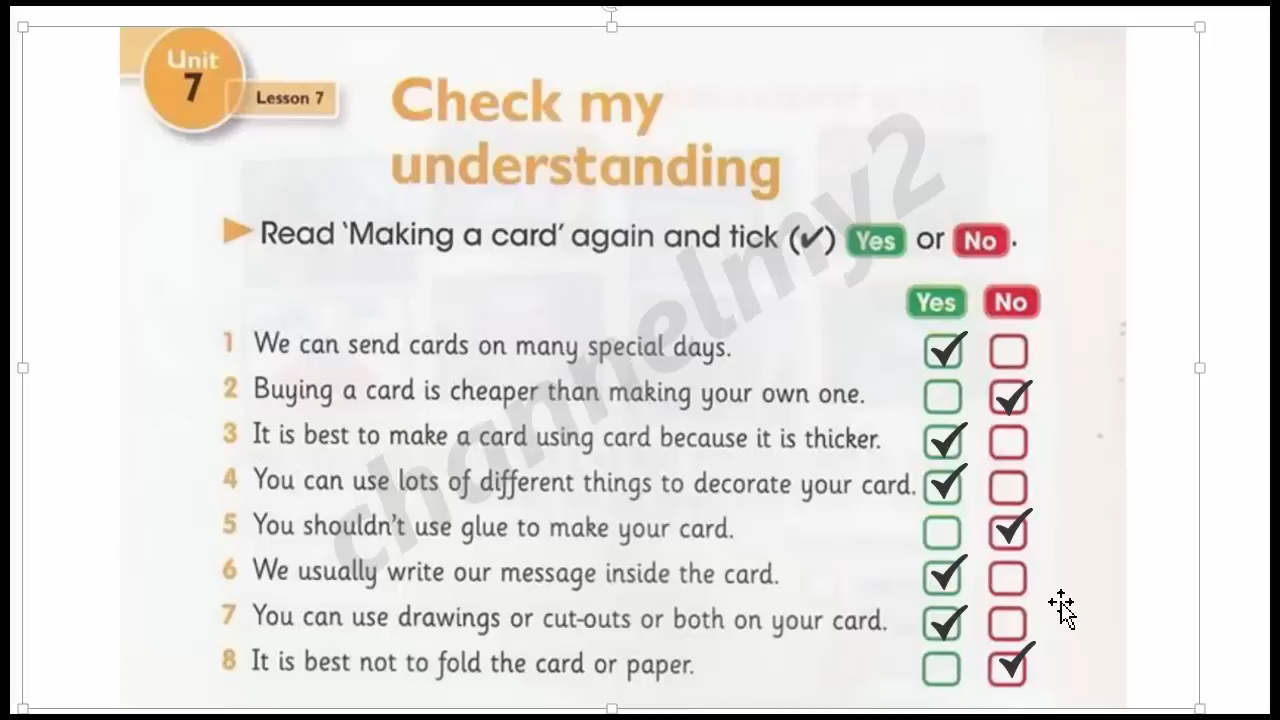 Unit
7
Lesson 7
Check my
understanding
Read ‘Making a card’ again and tick (✔) Yes or No.
Yes No
1 We can send cards on many special days.
2 Buying a card is cheaper than making your own one.
3 It is best to make a card using card because it is thicker.
4 You can use lots of different things to decorate your card.
5 You shouldn’t use glue to make your card.
6 We usually write our message inside the card.
7 You can use drawings or cut-outs or both on your card.
8 It is best not to fold the card or paper.
channelmy2